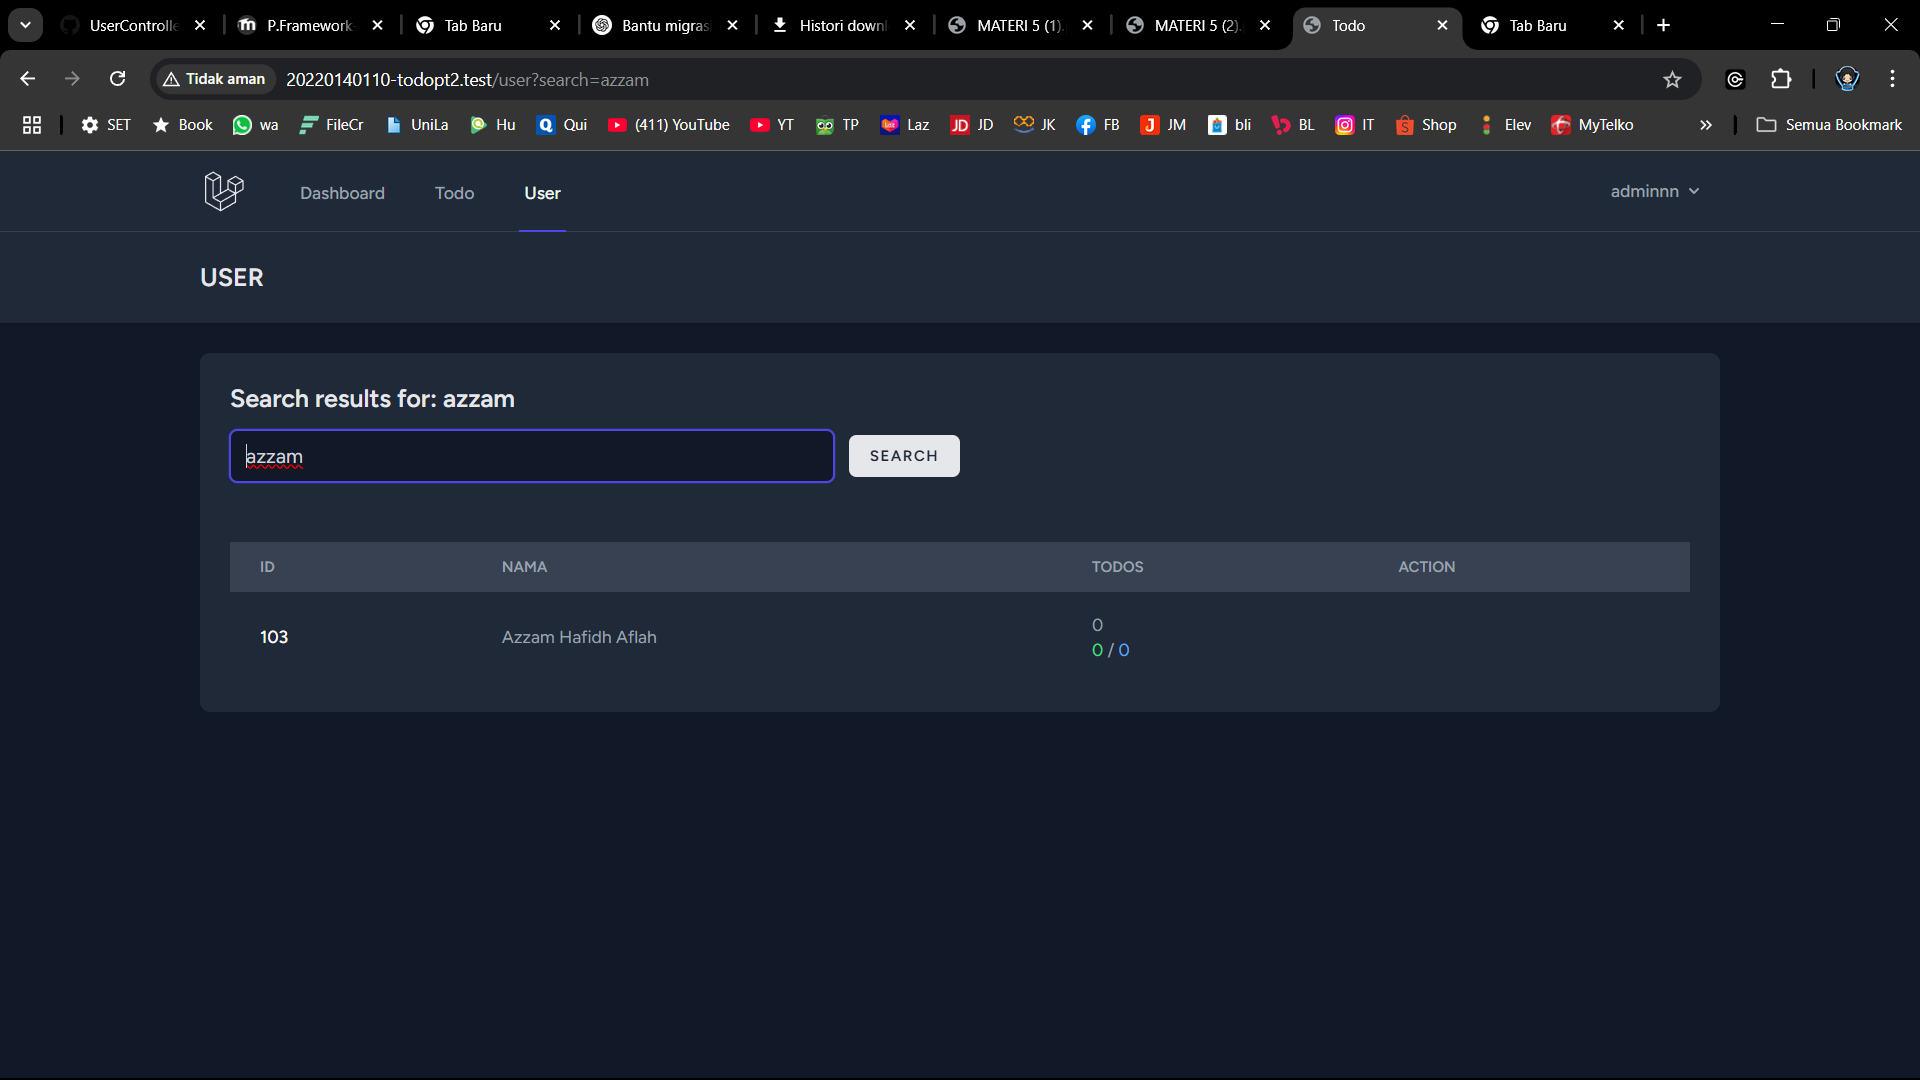 UserControlle
P.Framework-
Tab Baru
Bantu migras
Histori downl
MATERI 5 (1).
MATERI 5 (2).
Todo
Tab Baru
Tidak aman
20220140110-todopt2.test/user?search=azzam
SET
Book
wa
FileCr
UniLa
Hu
Qui
(411) YouTube
YT
TP
Laz
JD
JK
FB
JM
bli
BL
IT
Shop
Elev
MyTelko
Semua Bookmark
Dashboard
Todo
User
adminnn
USER
Search results for: azzam
azzam
SEARCH
ID NAMA TODOS ACTION
103 Azzam Hafidh Aflah 0
0 / 0